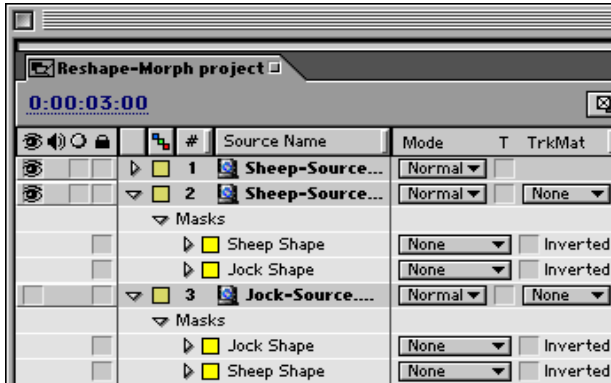 Reshape-Morph project
0:00:03:00
# Source Name Mode T TrkMat
1 Sheep-Source... Normal
2 Sheep-Source... Normal None
Masks
Sheep Shape None Inverted
Jock Shape None Inverted
3 Jock-Source.... Normal None
Masks
Jock Shape None Inverted
Sheep Shape None Inverted